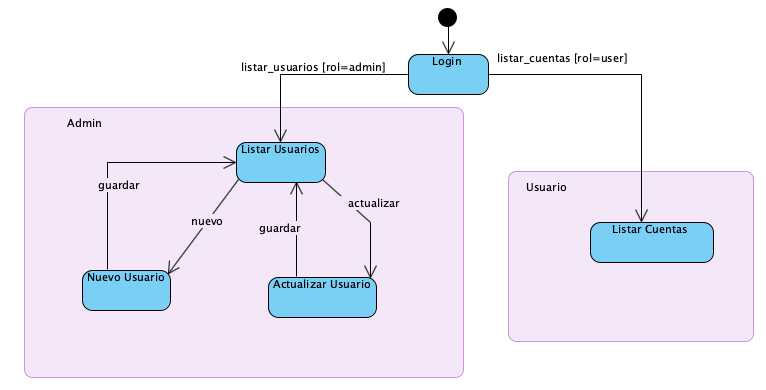 Login
listar_usuarios [rol=admin]
listar_cuentas [rol=user]
Admin
Listar Usuarios
guardar
nuevo
guardar
actualizar
Nuevo Usuario
Actualizar Usuario
Usuario
Listar Cuentas